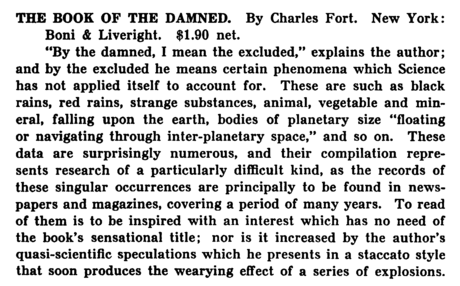 THE BOOK OF THE DAMNED. By Charles Fort. New York:
Boni & Liveright. $1.90 net.
"By the damned, I mean the excluded," explains the author;
and by the excluded he means certain phenomena which Science
has not applied itself to account for. These are such as black
rains, red rains, strange substances, animal, vegetable and min-
eral, falling upon the earth, bodies of planetary size "floating
or navigating through inter-planetary space," and so on. These
data are surprisingly numerous, and their compilation repre-
sents research of a particularly difficult kind, as the records of
these singular occurrences are principally to be found in news-
papers and magazines, covering a period of many years. To read
of them is to be inspired with an interest which has no need of
the book's sensational title; nor is it increased by the author's
quasi-scientific speculations which he presents in a staccato style
that soon produces the wearying effect of a series of explosions.